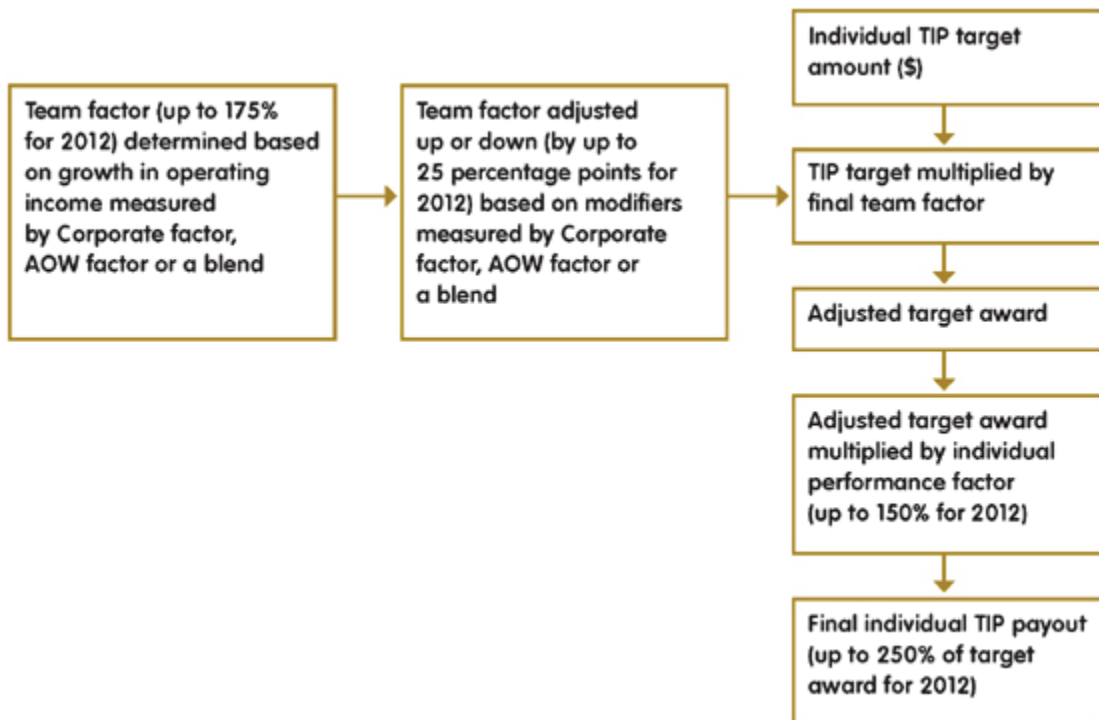 Team factor (up to 175%
for 2012) determined based
on growth in operating
income measured
by Corporate factor,
AOW factor or a blend
Team factor adjusted
up or down (by up to
25 percentage points for
2012) based on modifiers
measured by Corporate
factor, AOW factor or
a blend
Individual TIP target
amount ($)
TIP target multiplied by
final team factor
Adjusted target award
Adjusted target award
multiplied by individual
performance factor
(up to 150% for 2012)
Final individual TIP payout
(up to 250% of target
award for 2012)